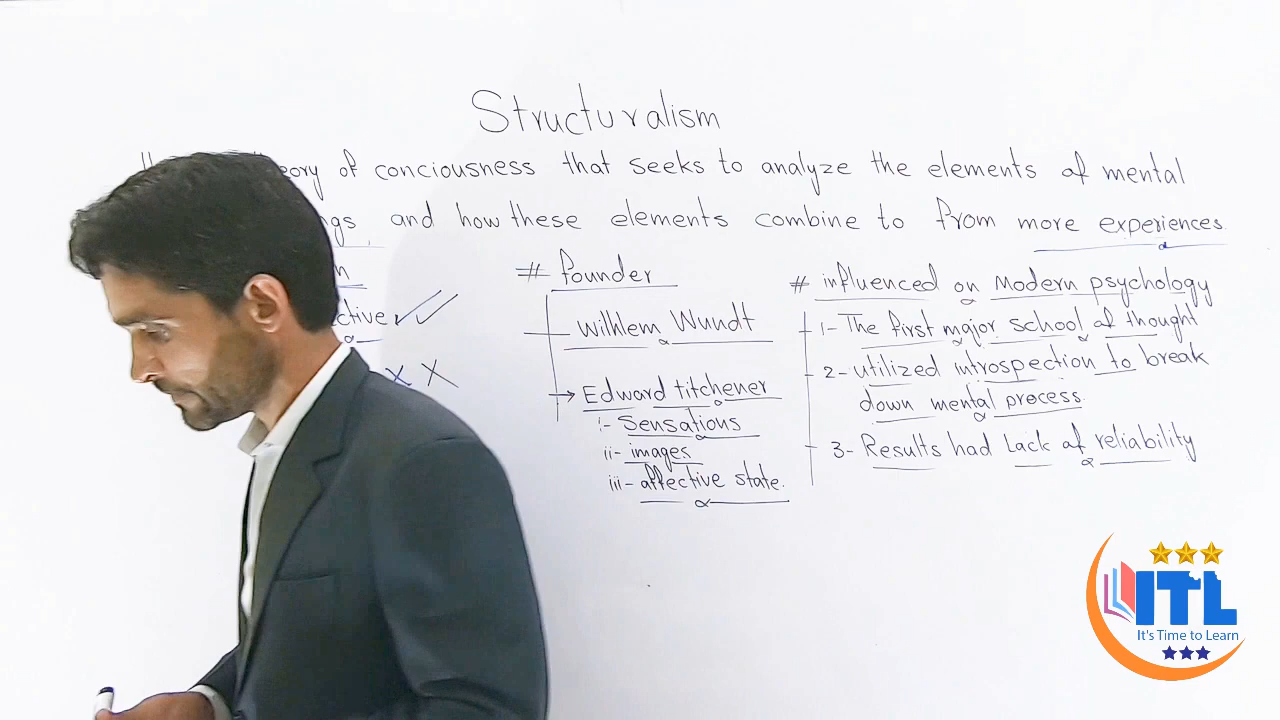 Structuralism
of conciousness that seeks to analyze the elements of mental
and how these elements combine to from more experiences.
# founder
wilhlem Wundt
Edward titchener
i- Sensations
ii- images
iii- affective state.
# influenced on Modern psychology
1- The first major school of thought
2- utilized introspection to break
down mental process.
3- Results had lack of reliability
ITL
It's Time to Learn